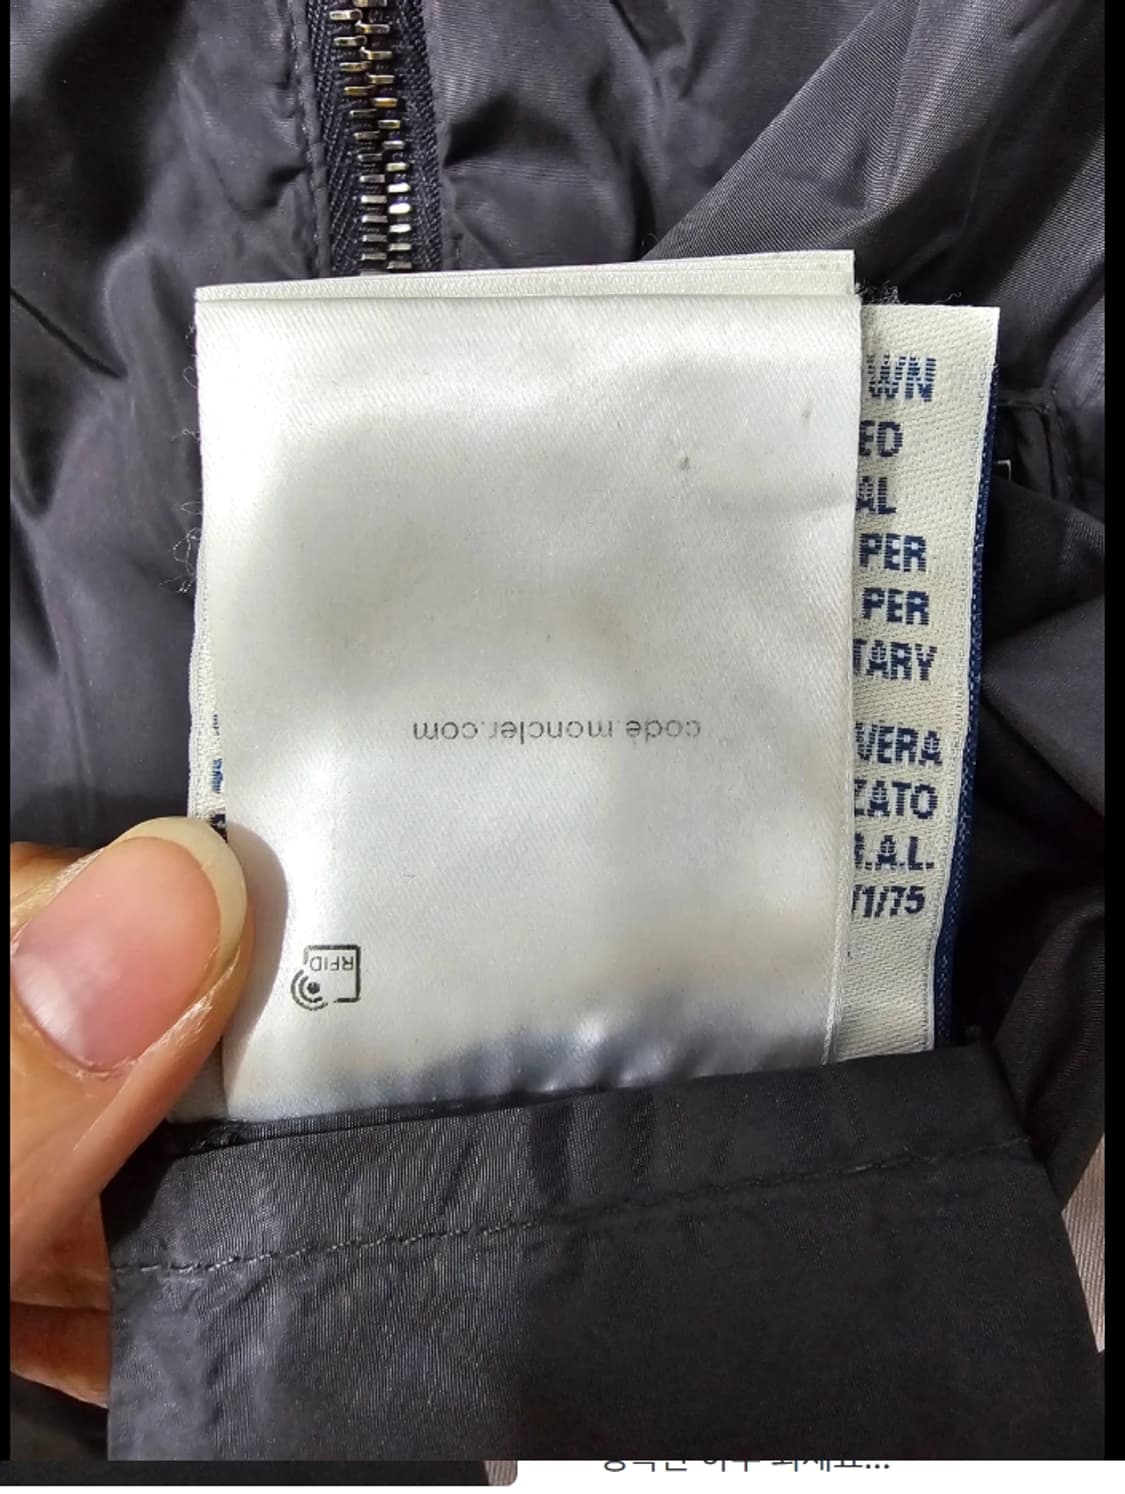 WN
ED
AL
PER
PER
TARY
VERA
ZATO
.A.L.
/1/75
code.moncler.com
RFID